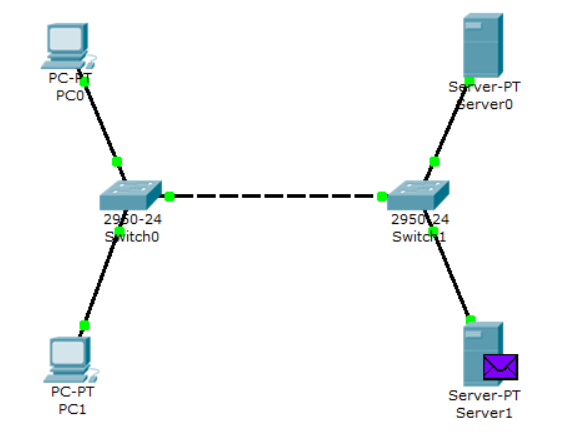 PC-PT
PC0
Server-PT
Server0
2950-24
Switch0
2950-24
Switch1
PC-PT
PC1
Server-PT
Server1